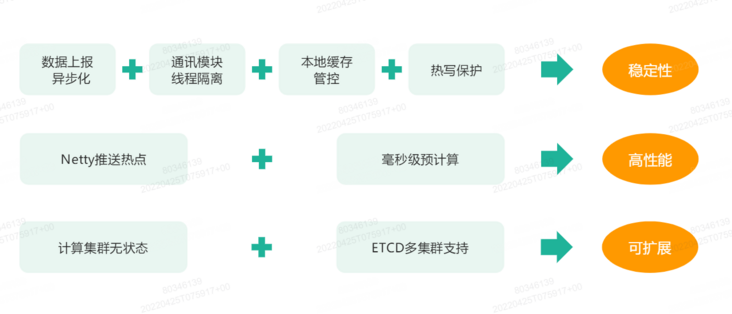 数据上报
异步化
通讯模块
线程隔离
本地缓存
管控
热写保护
稳定性
Netty推送热点
毫秒级预计算
高性能
计算集群无状态
ETCD多集群支持
可扩展